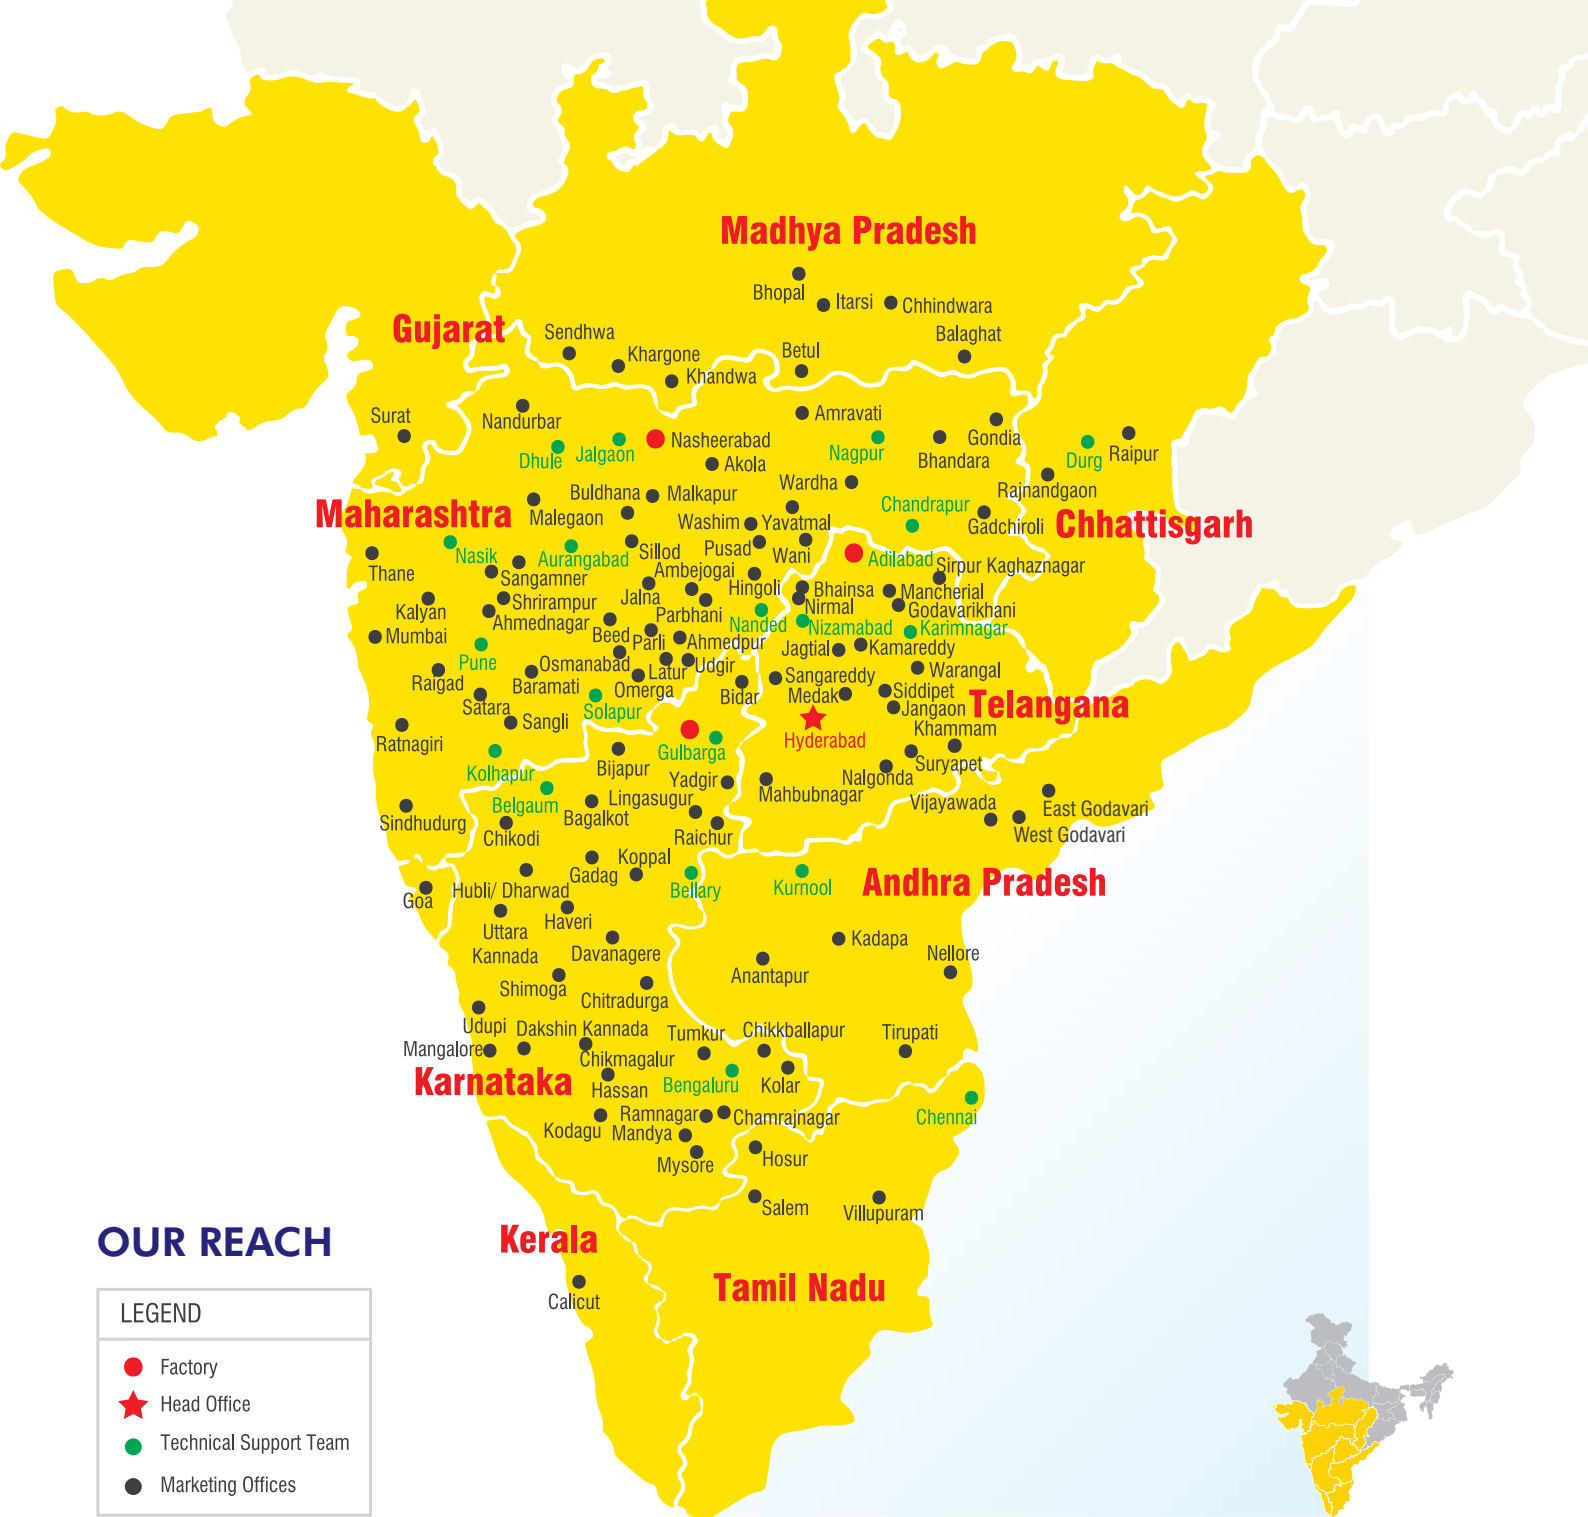 Madhya Pradesh
Bhopal
Itarsi
Chhindwara
Gujarat
Sendhwa
Balaghat
Khargone
Betul
Khandwa
Surat
Nandurbar
Amravati
Gondia
Dhule
Jalgaon
Nasheerabad
Nagpur
Bhandara
Durg
Raipur
Akola
Wardha
Rajnandgaon
Buldhana
Malkapur
Chandrapur
Maharashtra
Malegaon
Washim
Yavatmal
Gadchiroli
Chhattisgarh
Nasik
Aurangabad
Sillod
Pusad
Wani
Adilabad
Sirpur Kaghaznagar
Thane
Sangamner
Ambejogai
Hingoli
Bhainsa
Mancherial
Kalyan
Shrirampur
Jalna
Nirmal
Godavarikhani
Ahmednagar
Parbhani
Nanded
Nizamabad
Karimnagar
Mumbai
Beed
Parli
Ahmedpur
Jagtial
Kamareddy
Pune
Osmanabad
Latur
Udgir
Warangal
Raigad
Baramati
Omerga
Bidar
Sangareddy
Medak
Siddipet
Satara
Solapur
Jangaon
Telangana
Sangli
Khammam
Ratnagiri
Gulbarga
Hyderabad
Kolhapur
Bijapur
Yadgir
Nalgonda
Suryapet
Belgaum
Lingasugur
Mahbubnagar
Vijayawada
East Godavari
Sindhudurg
Chikodi
Bagalkot
Raichur
West Godavari
Koppal
Gadag
Bellary
Kurnool
Andhra Pradesh
Goa
Hubli/ Dharwad
Haveri
Uttara
Kannada
Davanagere
Kadapa
Nellore
Anantapur
Shimoga
Chitradurga
Udupi
Dakshin Kannada
Tumkur
Chikkballapur
Tirupati
Mangalore
Chikmagalur
Karnataka
Hassan
Bengaluru
Kolar
Kodagu
Ramnagar
Chamrajnagar
Chennai
Mandya
Mysore
Hosur
Salem
Villupuram
Kerala
Calicut
Tamil Nadu
OUR REACH
LEGEND
Factory
Head Office
Technical Support Team
Marketing Offices